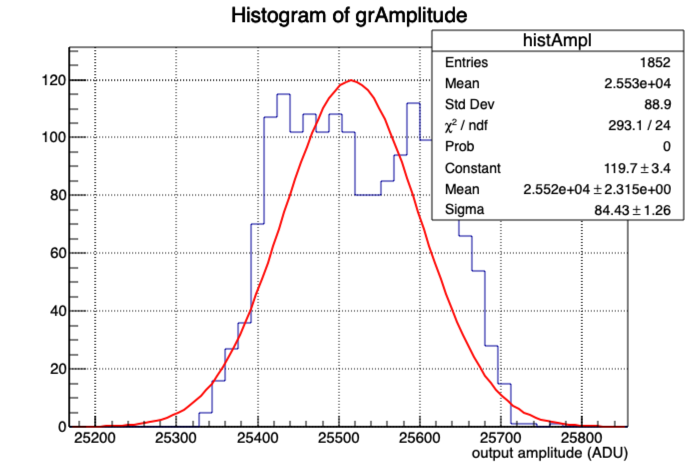 Histogram of grAmplitude
histAmpl
Entries 1852
Mean 2.553e+04
Std Dev 88.9
χ² / ndf 293.1 / 24
Prob 0
Constant 119.7 ± 3.4
Mean 2.552e+04 ± 2.315e+00
Sigma 84.43 ± 1.26
120
100
80
60
40
20
0
25200 25300 25400 25500 25600 25700 25800
output amplitude (ADU)